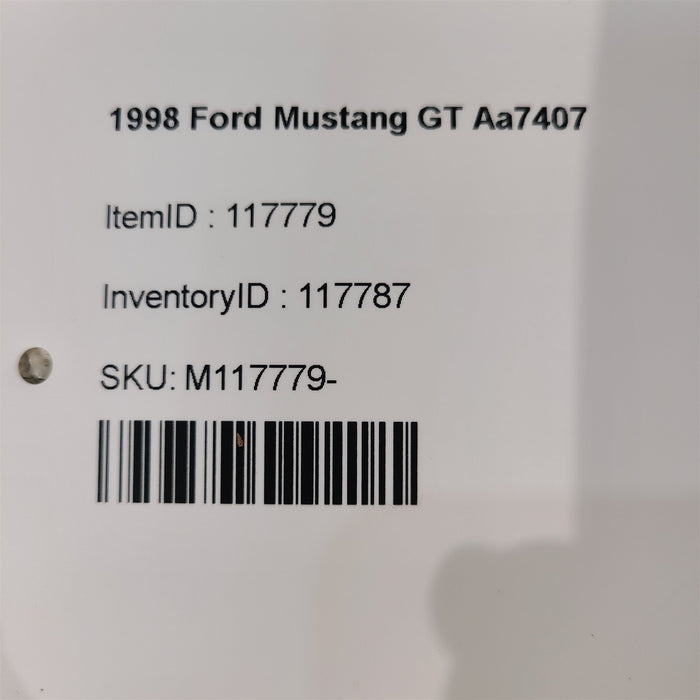 1998 Ford Mustang GT Aa7407
ItemID : 117779
InventoryID : 117787
SKU: M117779-